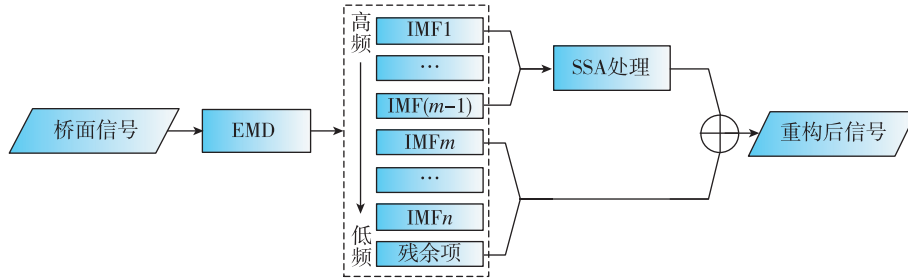 桥面信号
EMD
高频
低频
IMF1
…
IMF(m−1)
IMFm
…
IMFn
残余项
SSA处理
重构后信号